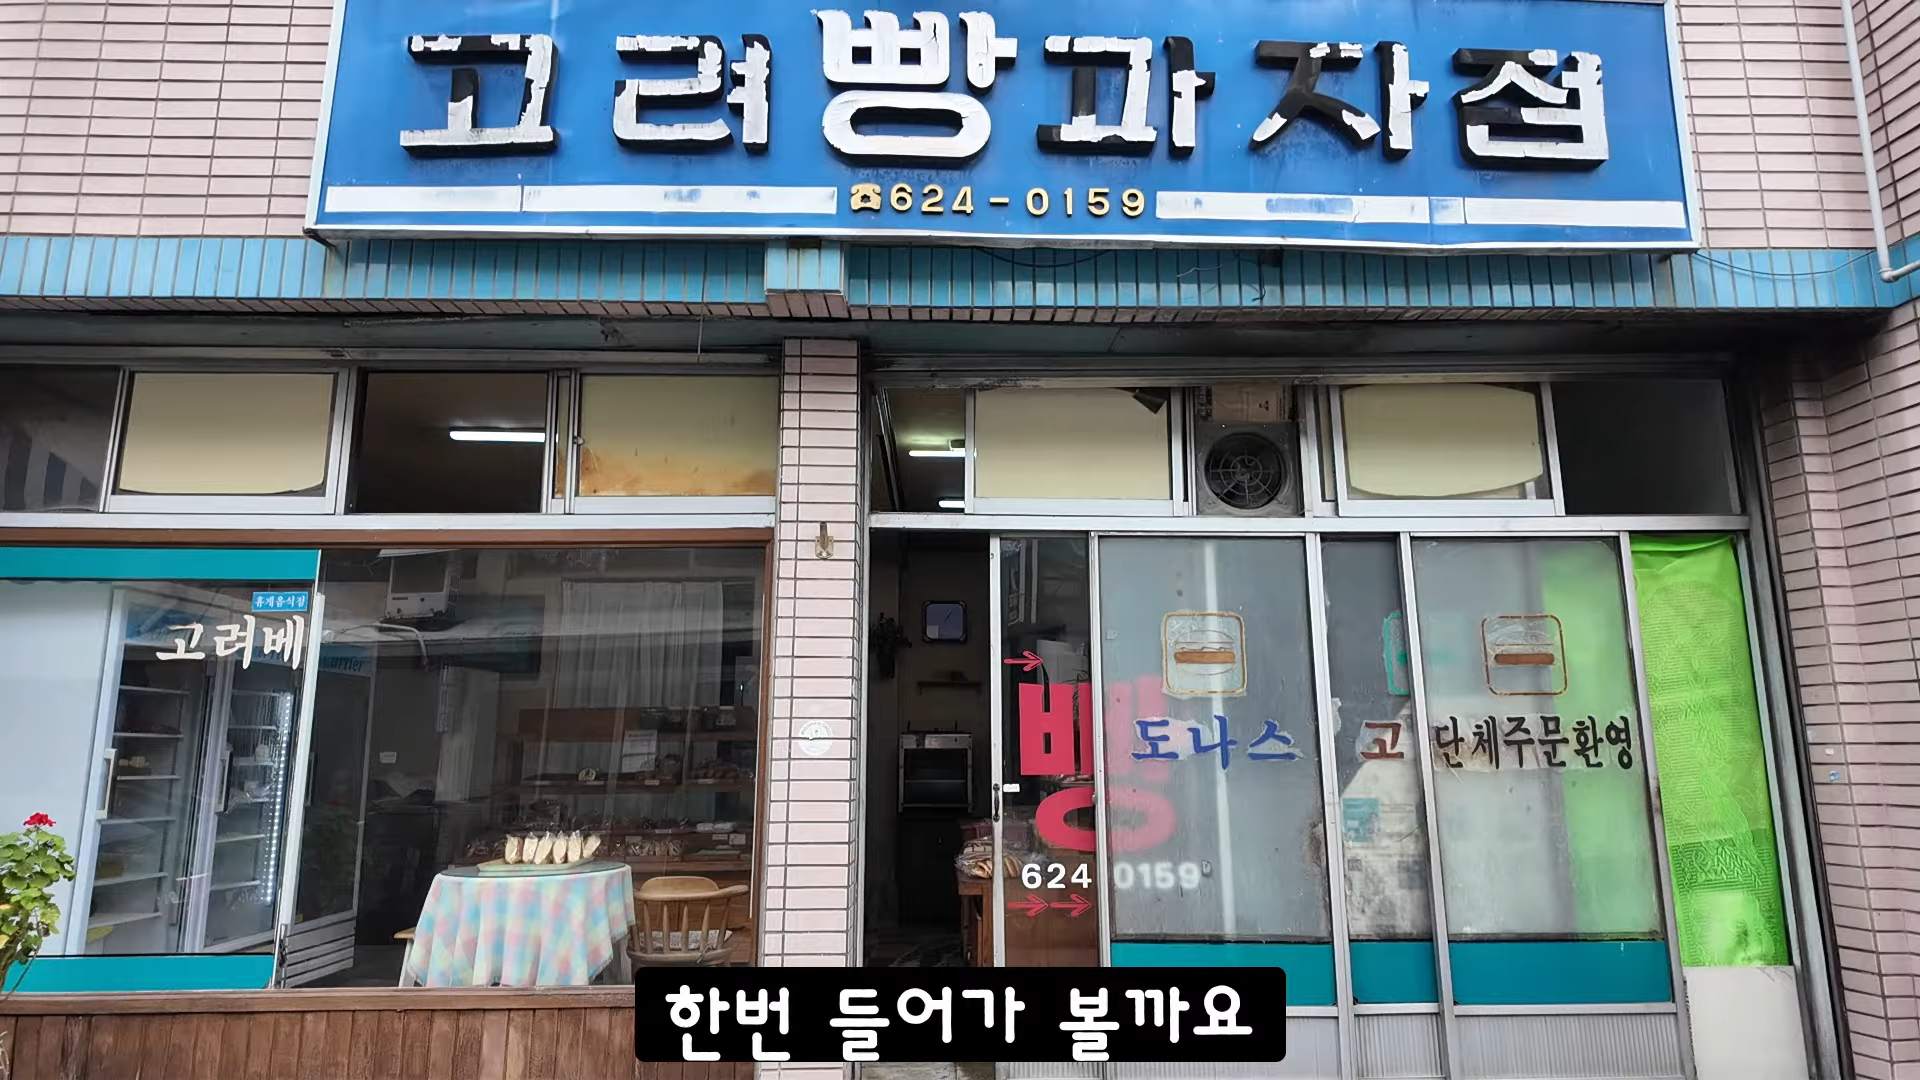 고려빵과자점
☎624-0159
휴게음식점
고려베
빵
도나스
고
단체주문환영
624 0159
한번 들어가 볼까요